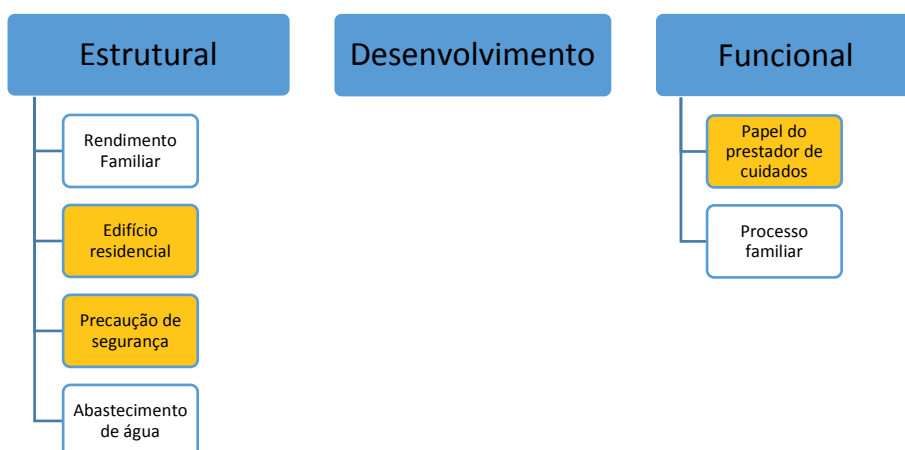 Estrutural
Rendimento
Familiar
Edifício
residencial
Precaução de
segurança
Abastecimento
de água
Desenvolvimento
Funcional
Papel do
prestador de
cuidados
Processo
familiar